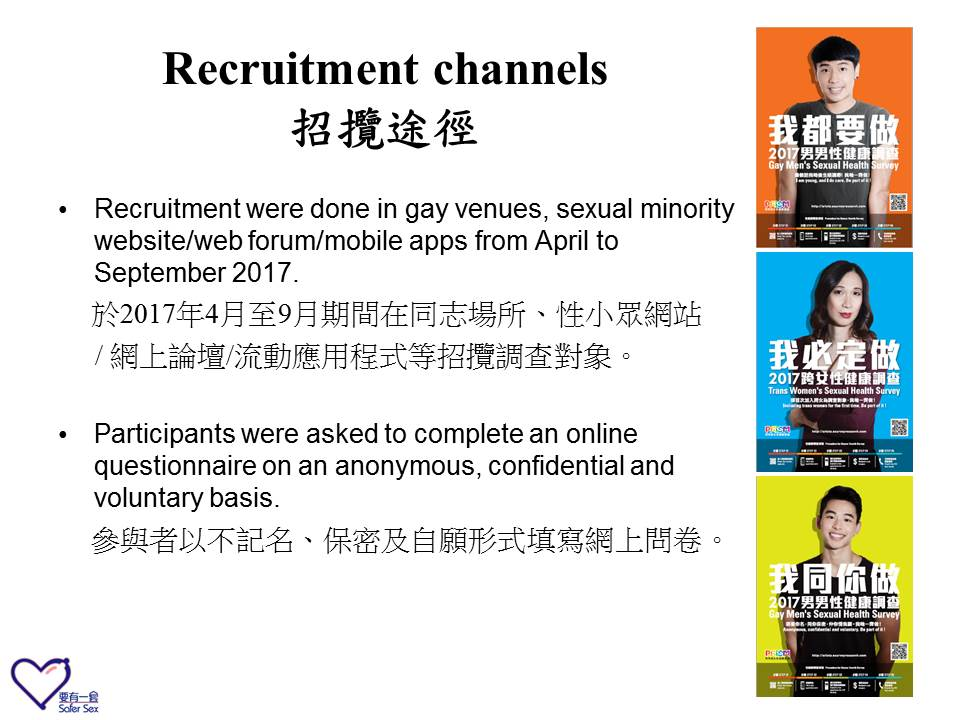 Recruitment channels
招攬途徑
• Recruitment were done in gay venues, sexual minority
website/web forum/mobile apps from April to
September 2017.
於2017年4月至9月期間在同志場所、性小眾網站
/ 網上論壇/流動應用程式等招攬調查對象。
• Participants were asked to complete an online
questionnaire on an anonymous, confidential and
voluntary basis.
參與者以不記名、保密及自願形式填寫網上問卷。
我都要做
2017男男性健康調查
Gay Men's Sexual Health Survey
I am young, and I do care. Be part of it!
PRiSM
我必定做
2017跨女性健康調查
Trans Women's Sexual Health Survey
Including trans women for the first time. Be part of it!
PRiSM
我同你做
2017男男性健康調查
Gay Men's Sexual Health Survey
Anonymous, confidential and voluntary. Be part of it!
PRiSM
要有一套
Safer Sex